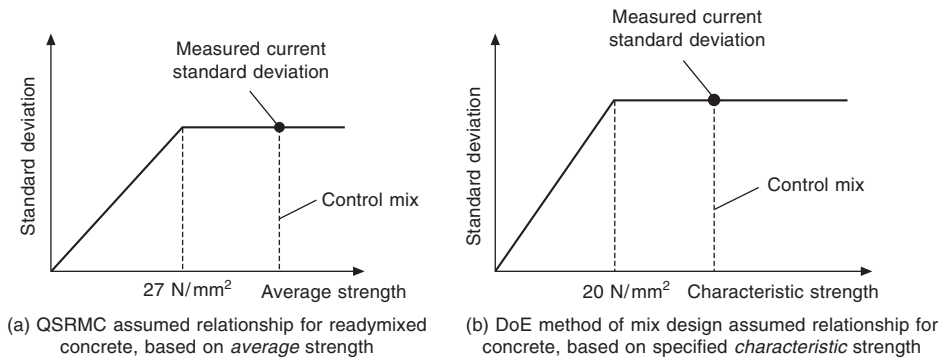 Measured current
standard deviation
Standard deviation
Control mix
27 N/mm²
Average strength
(a) QSRMC assumed relationship for readymixed
concrete, based on average strength
Measured current
standard deviation
Standard deviation
Control mix
20 N/mm²
Characteristic strength
(b) DoE method of mix design assumed relationship for
concrete, based on specified characteristic strength